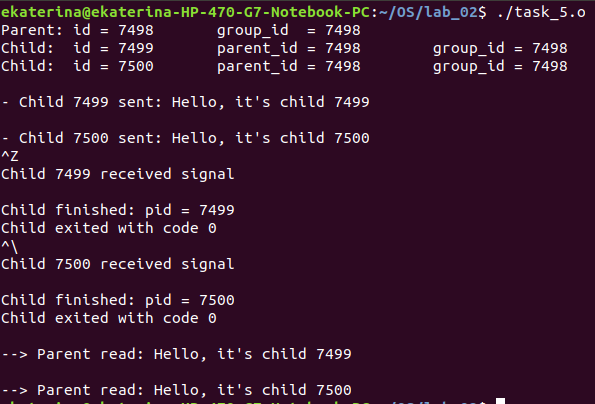 ekaterina@ekaterina-HP-470-G7-Notebook-PC:~/OS/lab_02$ ./task_5.o
Parent: id = 7498       group_id  = 7498
Child:  id = 7499       parent_id = 7498        group_id = 7498
Child:  id = 7500       parent_id = 7498        group_id = 7498
- Child 7499 sent: Hello, it's child 7499
- Child 7500 sent: Hello, it's child 7500
^Z
Child 7499 received signal
Child finished: pid = 7499
Child exited with code 0
^\
Child 7500 received signal
Child finished: pid = 7500
Child exited with code 0
--> Parent read: Hello, it's child 7499
--> Parent read: Hello, it's child 7500